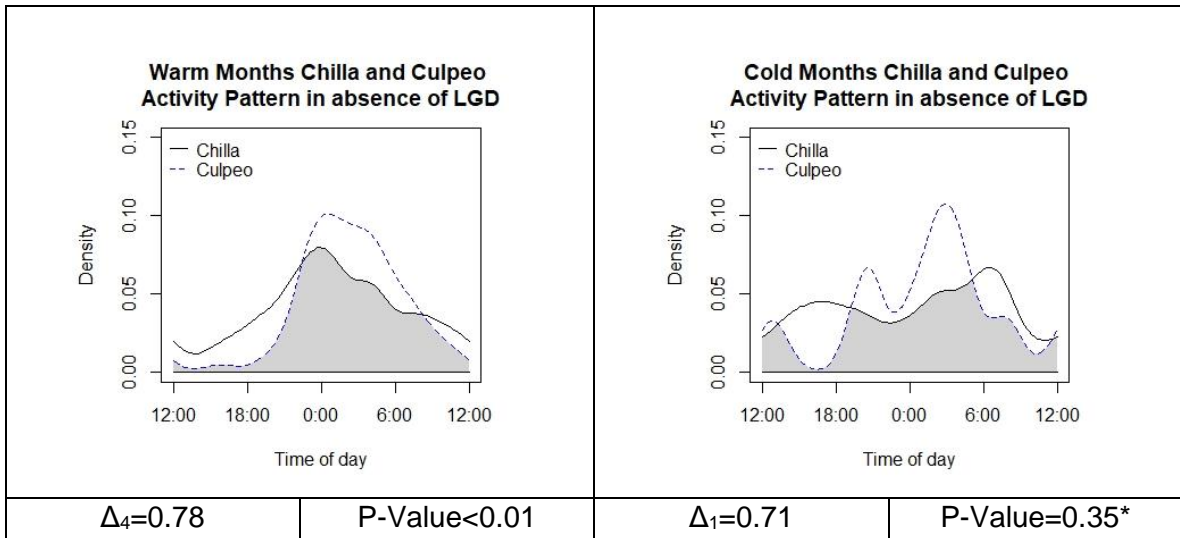 Warm Months Chilla and Culpeo
Activity Pattern in absence of LGD
Chilla
Culpeo
0.15
0.10
0.05
0.00
Density
12:00 18:00 0:00 6:00 12:00
Time of day
Cold Months Chilla and Culpeo
Activity Pattern in absence of LGD
Chilla
Culpeo
0.15
0.10
0.05
0.00
Density
12:00 18:00 0:00 6:00 12:00
Time of day
Δ₄=0.78 P-Value<0.01 Δ₁=0.71 P-Value=0.35*